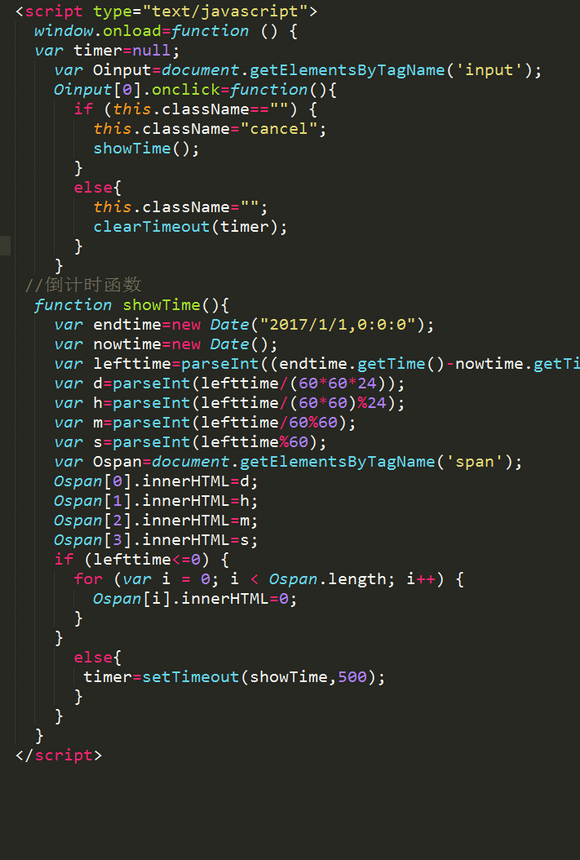 <script type="text/javascript">
window.onload=function () {
var timer=null;
var Oinput=document.getElementsByTagName('input');
Oinput[0].onclick=function(){
if (this.className=="") {
this.className="cancel";
showTime();
}
else{
this.className="";
clearTimeout(timer);
}
}
//倒计时函数
function showTime(){
var endtime=new Date("2017/1/1,0:0:0");
var nowtime=new Date();
var lefttime=parseInt((endtime.getTime()-nowtime.getTi
var d=parseInt(lefttime/(60*60*24));
var h=parseInt(lefttime/(60*60)%24);
var m=parseInt(lefttime/60%60);
var s=parseInt(lefttime%60);
var Ospan=document.getElementsByTagName('span');
Ospan[0].innerHTML=d;
Ospan[1].innerHTML=h;
Ospan[2].innerHTML=m;
Ospan[3].innerHTML=s;
if (lefttime<=0) {
for (var i = 0; i < Ospan.length; i++) {
Ospan[i].innerHTML=0;
}
}
else{
timer=setTimeout(showTime,500);
}
}
}
</script>